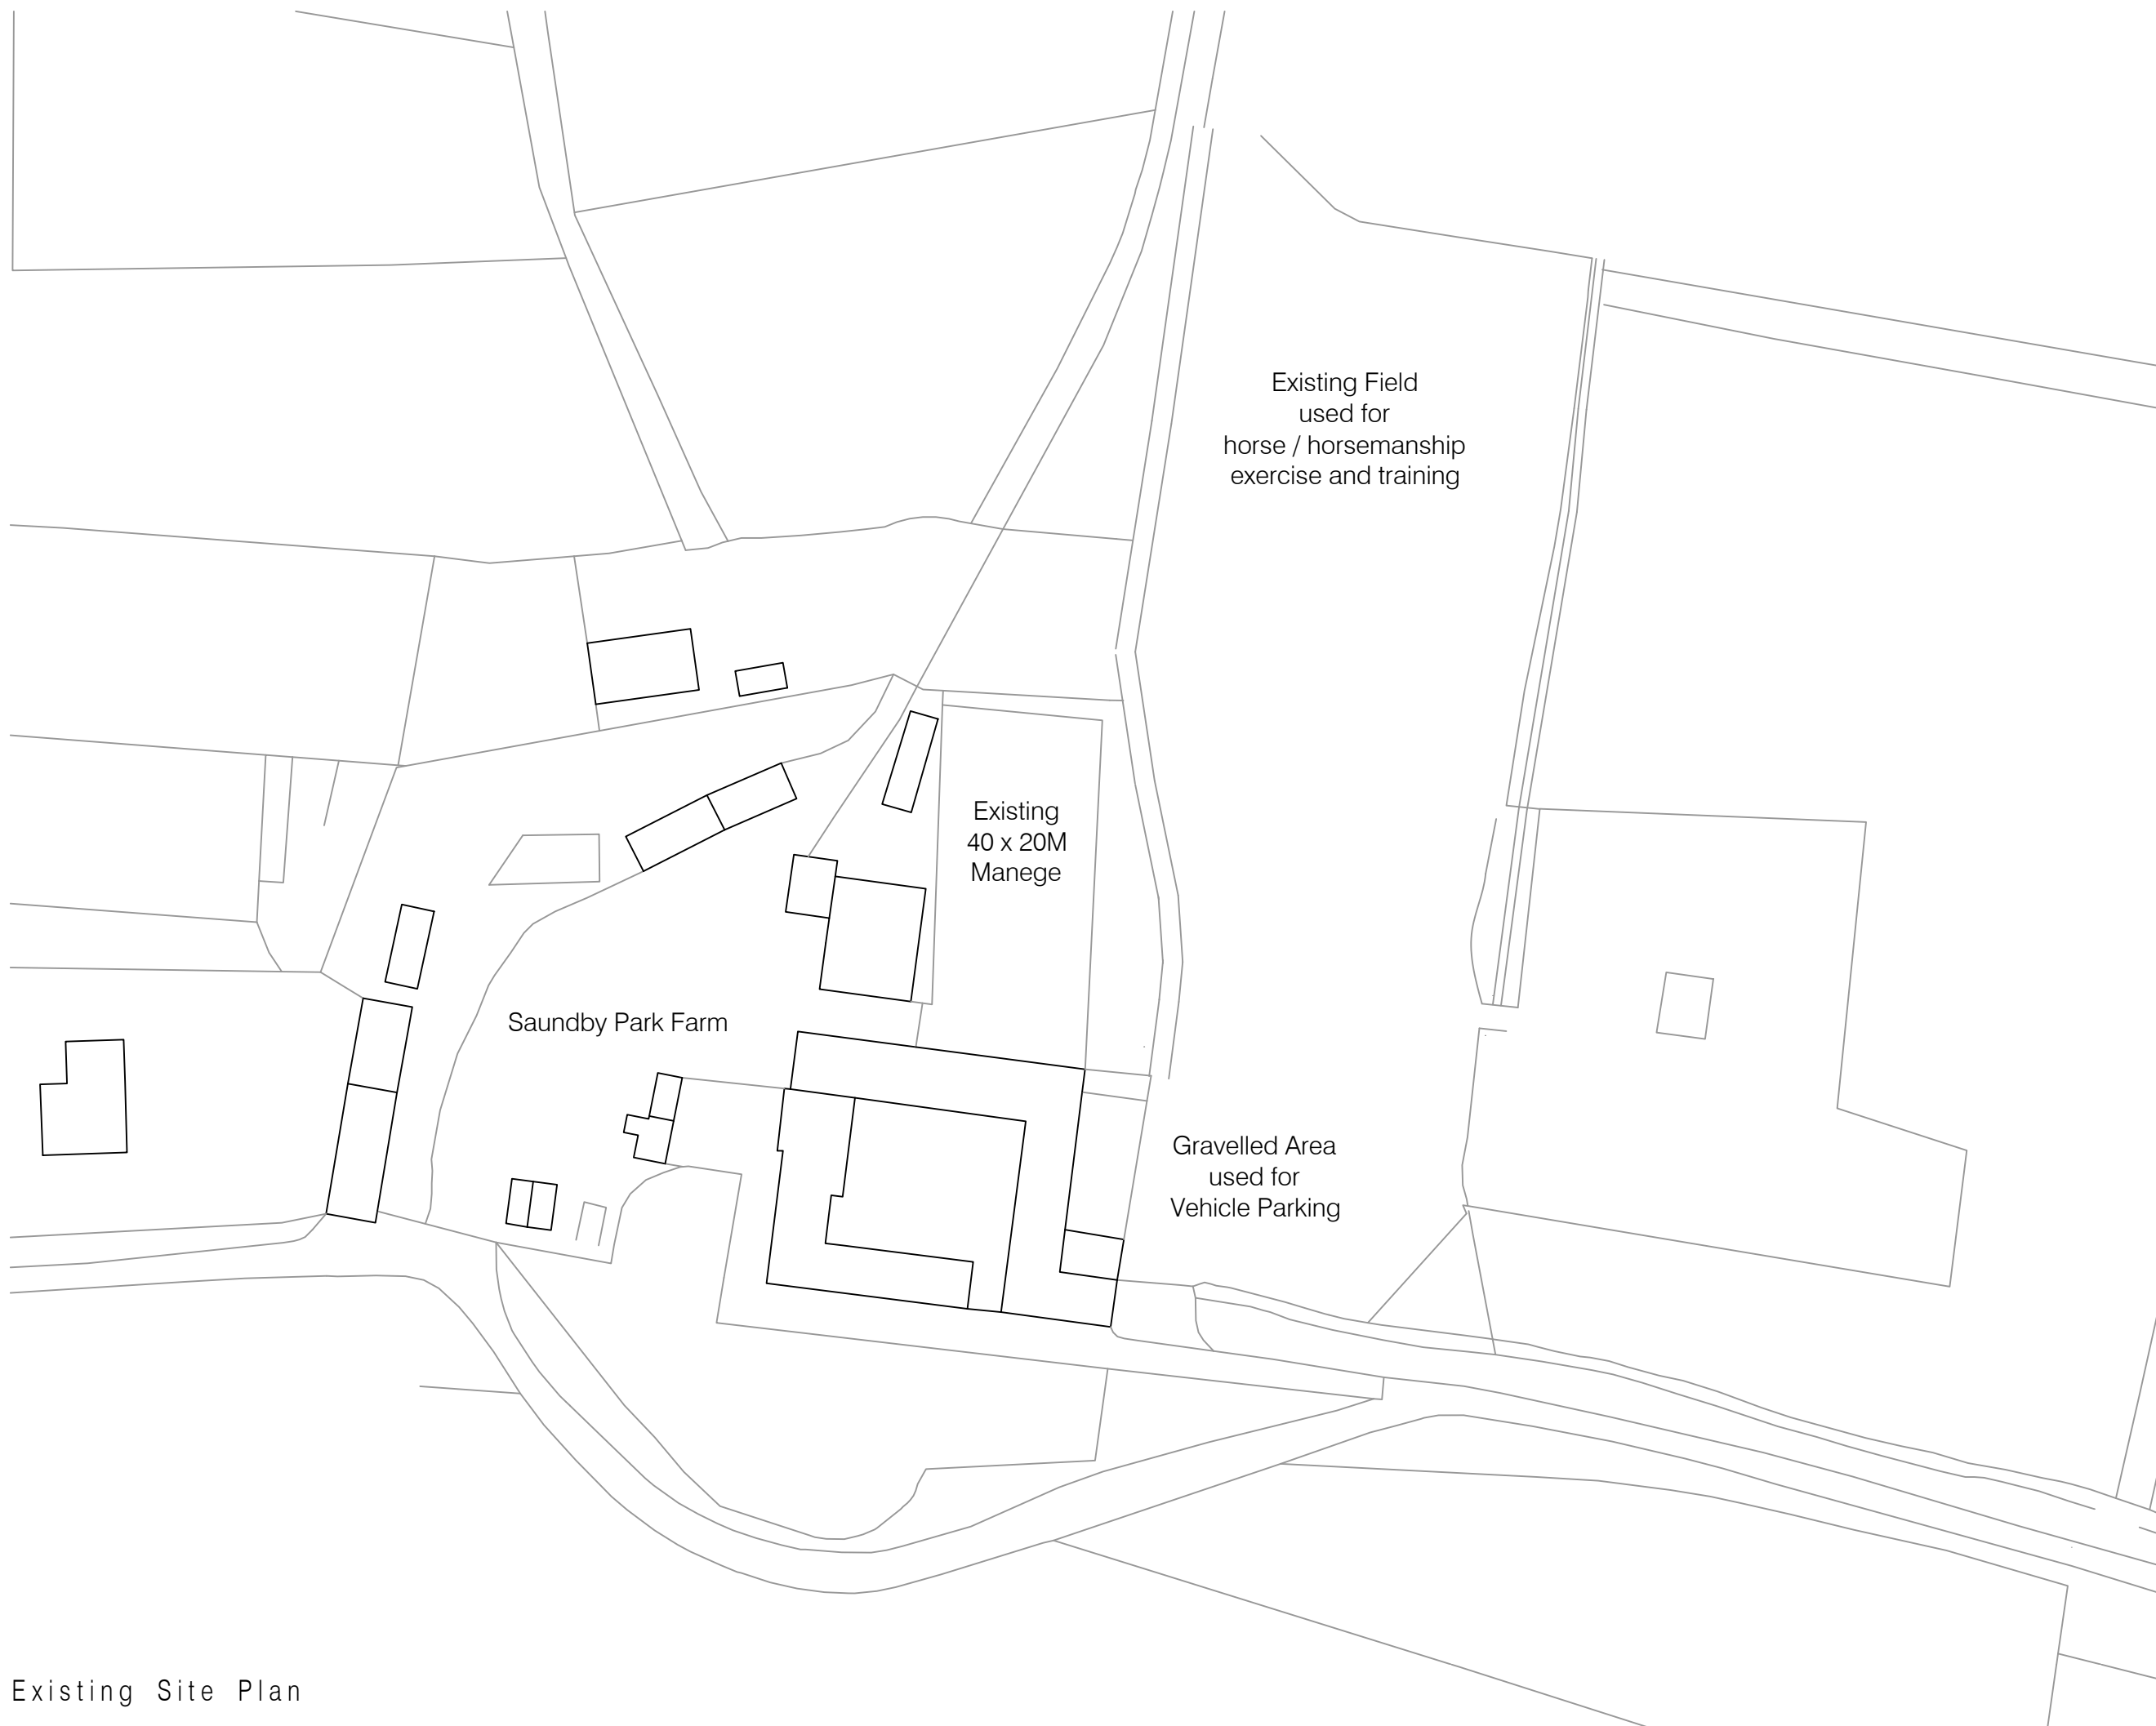 Existing Field
used for
horse / horsemanship
exercise and training
Existing
40 x 20M
Manege
Saundby Park Farm
Gravelled Area
used for
Vehicle Parking
Existing Site Plan